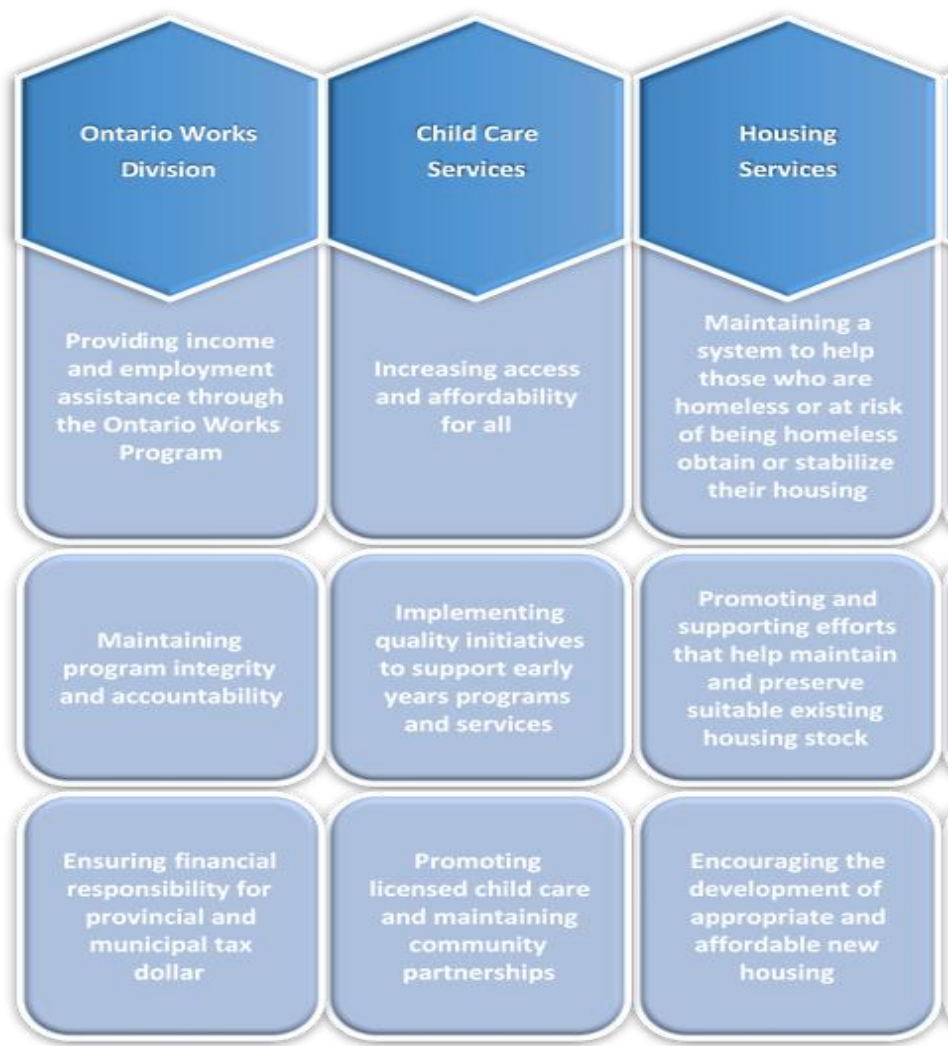 Ontario Works
Division
Providing income
and employment
assistance through
the Ontario Works
Program
Maintaining
program integrity
and accountability
Ensuring financial
responsibility for
provincial and
municipal tax
dollar
Child Care
Services
Increasing access
and affordability
for all
Implementing
quality initiatives
to support early
years programs
and services
Promoting
licensed child care
and maintaining
community
partnerships
Housing
Services
Maintaining a
system to help
those who are
homeless or at risk
of being homeless
obtain or stabilize
their housing
Promoting and
supporting efforts
that help maintain
and preserve
suitable existing
housing stock
Encouraging the
development of
appropriate and
affordable new
housing